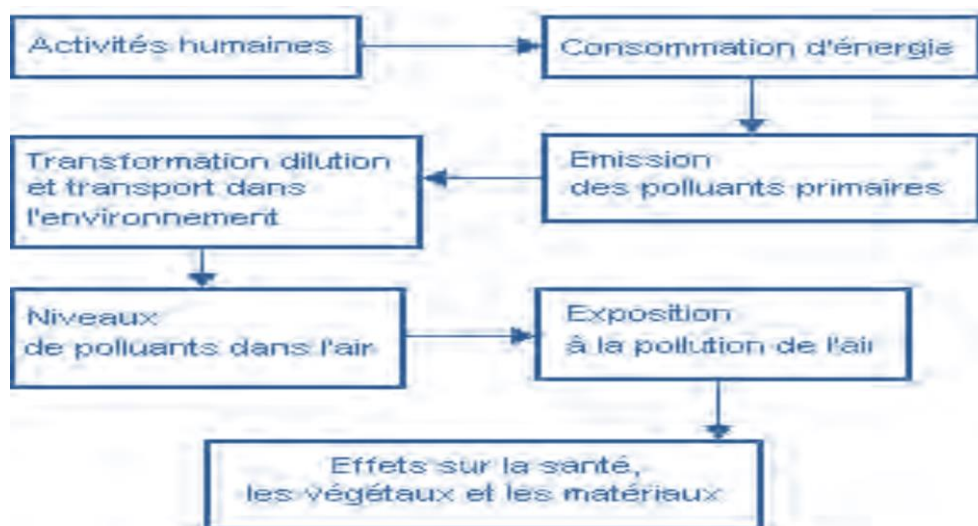 Activités humaines
Consommation d'énergie
Emission
des polluants primaires
Transformation dilution
et transport dans
l'environnement
Niveaux
de polluants dans l'air
Exposition
à la pollution de l'air
Effets sur la santé,
les végétaux et les matériaux